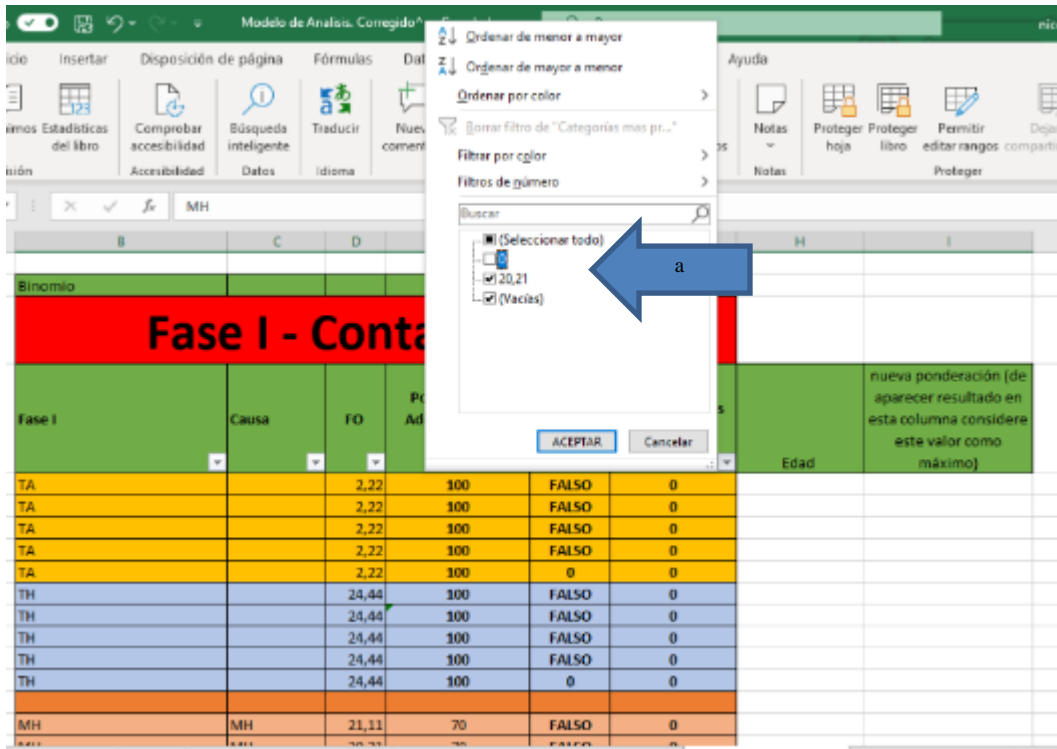 Modelo de Analisis. Corregido^
Insertar Disposición de página Fórmulas Dat Ayuda
Estadísticas del libro
Comprobar accesibilidad
Búsqueda inteligente
Traducir
Notas
Proteger hoja
Proteger libro
Permitir editar rangos
Accesibilidad Datos Idioma Notas Proteger
Ordenar de menor a mayor
Ordenar de mayor a menor
Ordenar por color
Borrar filtro de "Categorías mas pr..."
Filtrar por color
Filtros de número
Buscar
(Seleccionar todo)
0
20,21
(Vacías)
a
ACEPTAR Cancelar
fx MH
B C D H I
Binomio
Fase I - Conta
Fase I Causa FO Edad
nueva ponderación (de
aparecer resultado en
esta columna considere
este valor como
máximo)
TA 2,22 100 FALSO 0
TA 2,22 100 FALSO 0
TA 2,22 100 FALSO 0
TA 2,22 100 FALSO 0
TA 2,22 100 0 0
TH 24,44 100 FALSO 0
TH 24,44 100 FALSO 0
TH 24,44 100 FALSO 0
TH 24,44 100 FALSO 0
TH 24,44 100 0 0
MH MH 21,11 70 FALSO 0